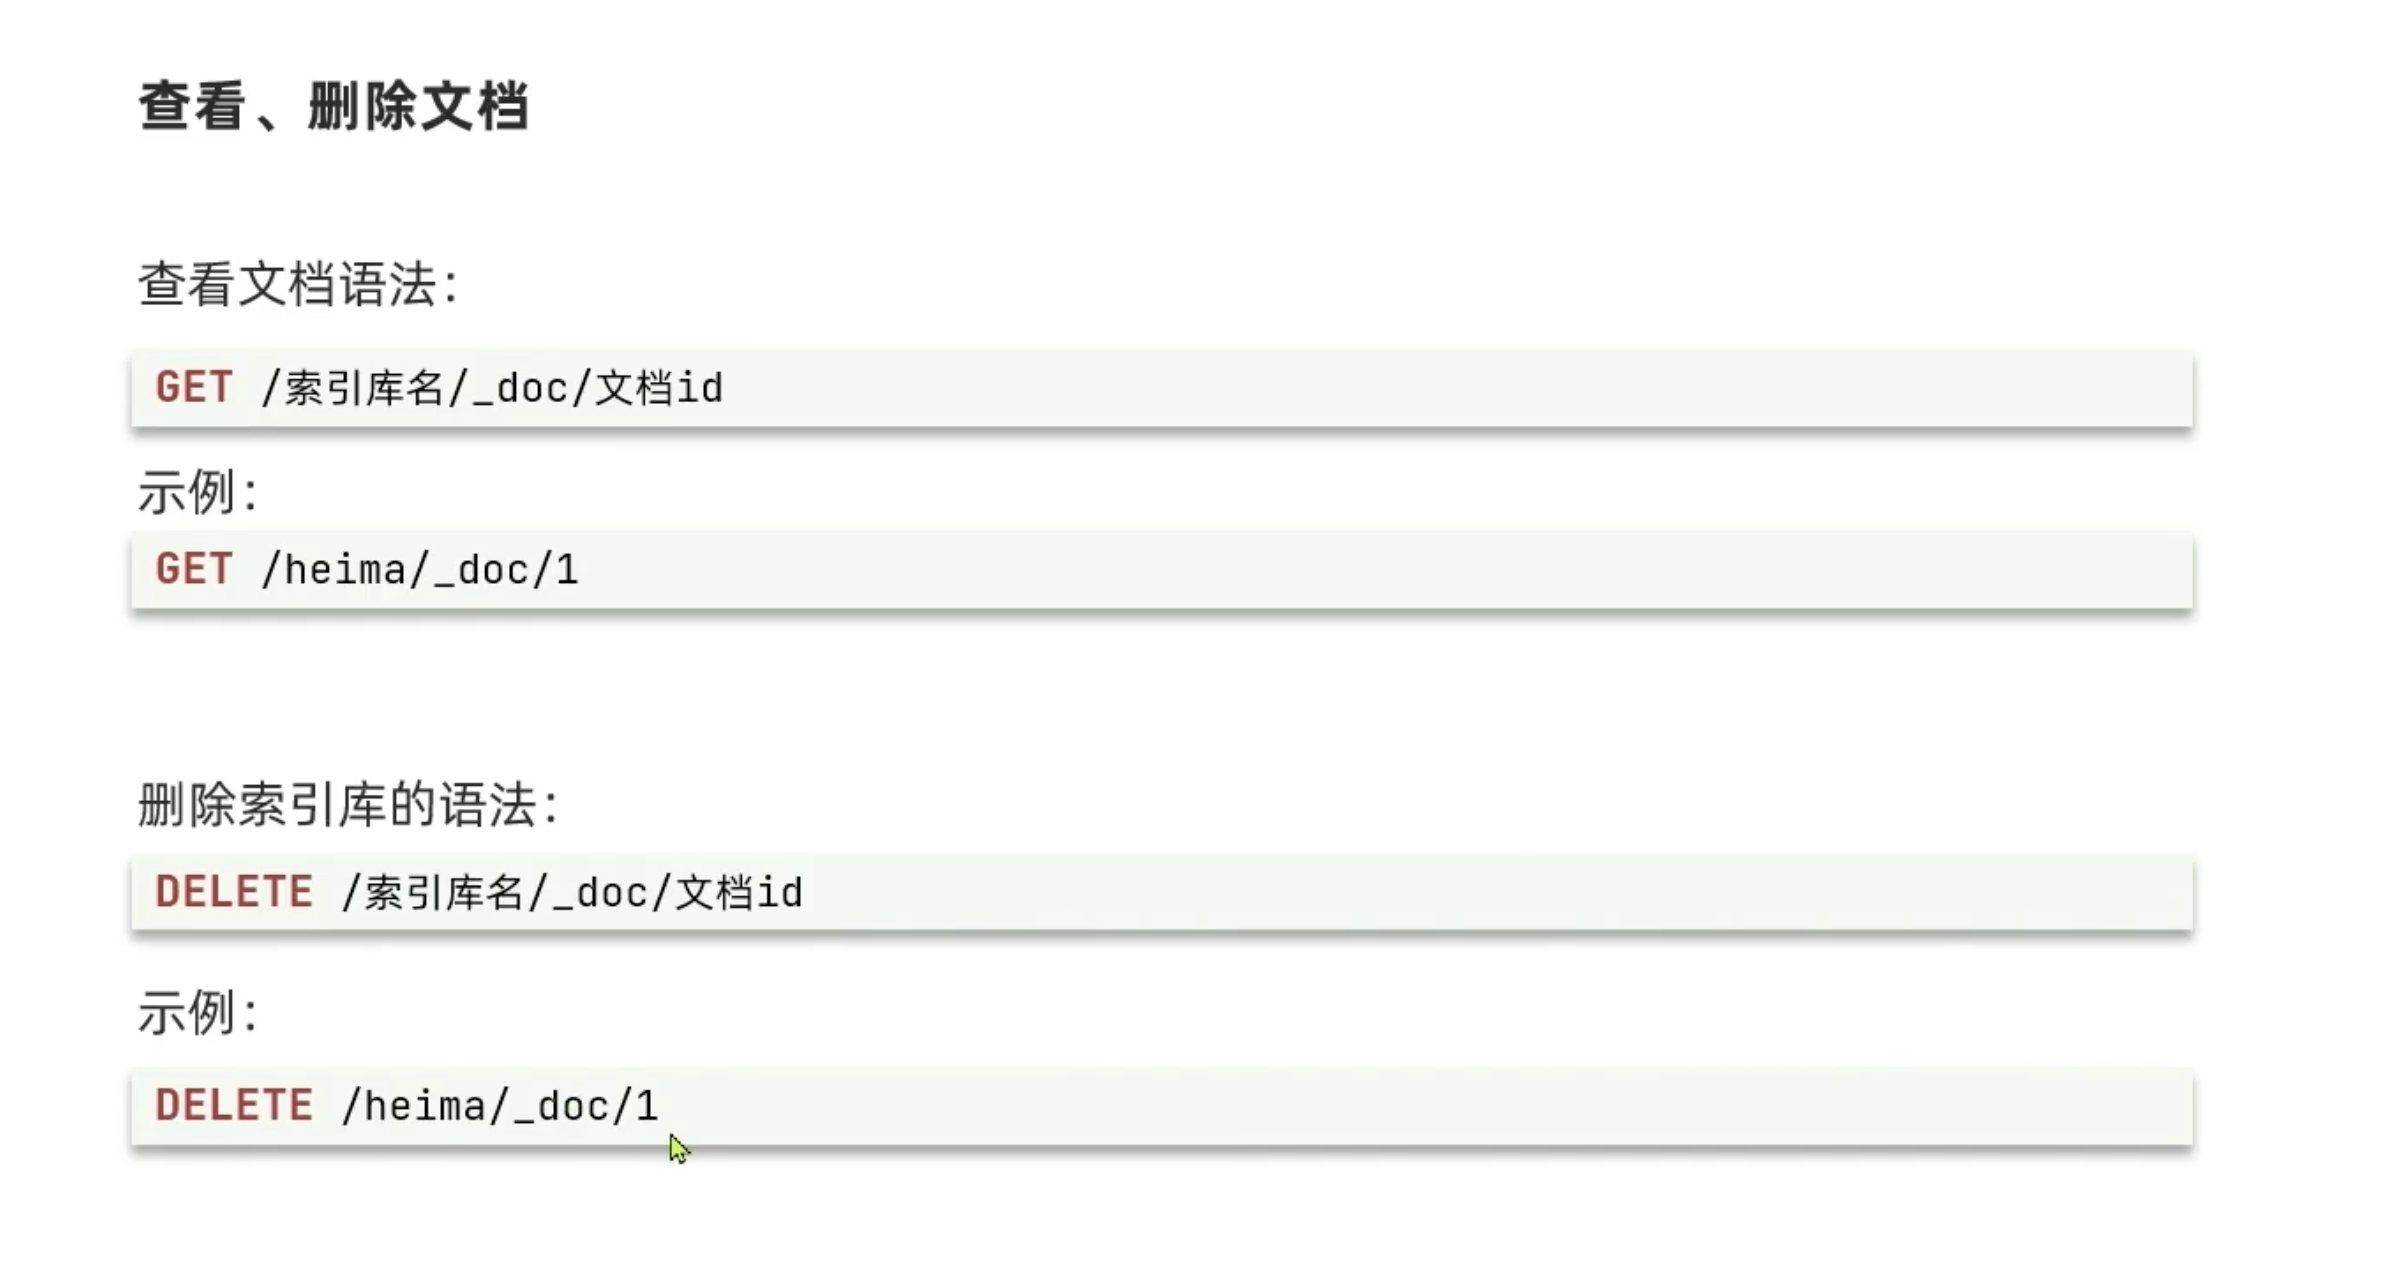 查看、删除文档
查看文档语法：
GET /索引库名/_doc/文档id
示例：
GET /heima/_doc/1
删除索引库的语法：
DELETE /索引库名/_doc/文档id
示例：
DELETE /heima/_doc/1